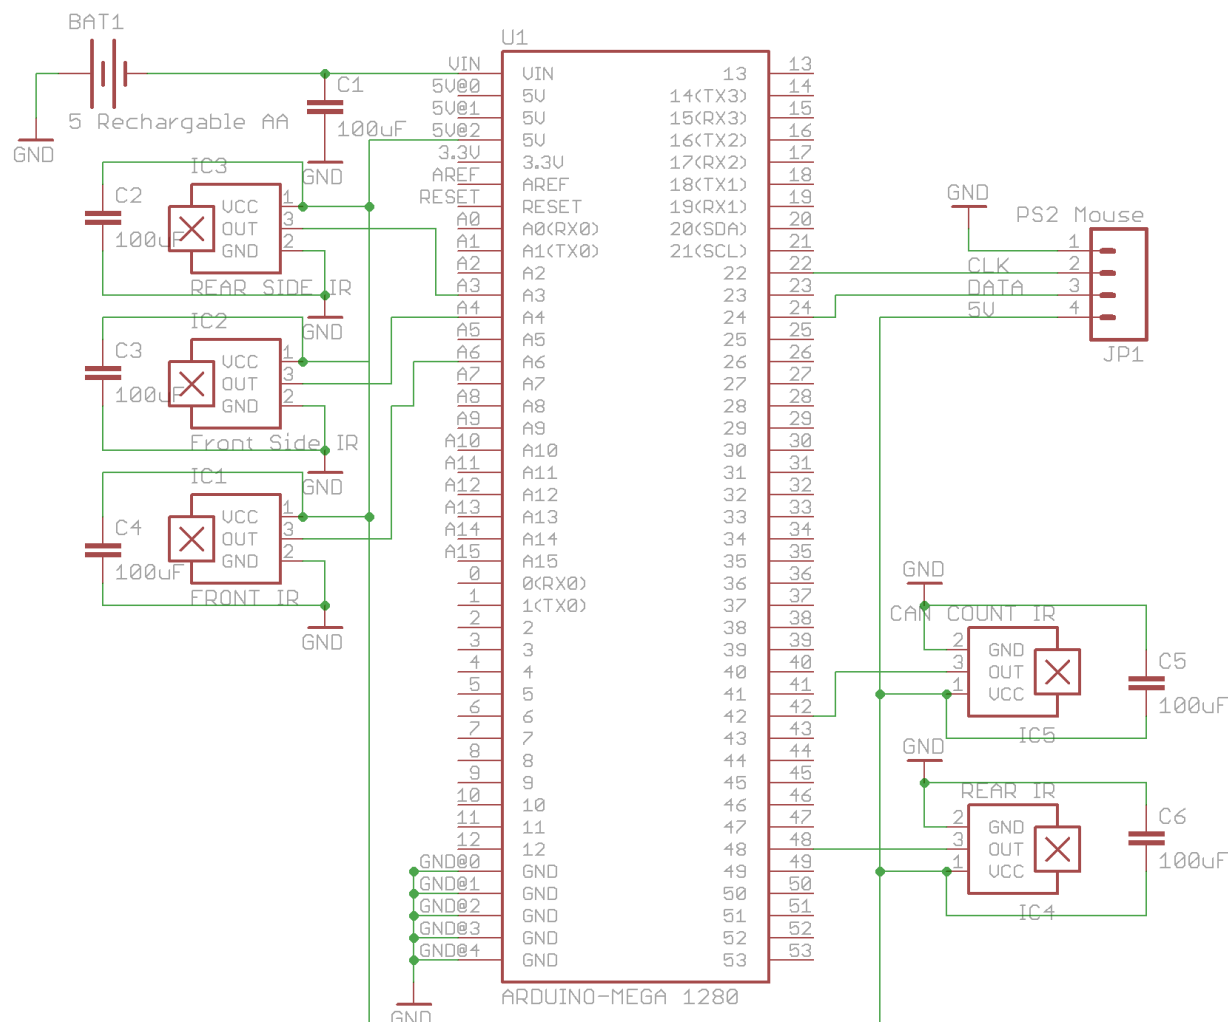 BAT1
5 Rechargable AA
GND
C1
100uF
GND
U1
VIN
5V@0
5V@1
5V@2
3.3V
AREF
RESET
A0
A1
A2
A3
A4
A5
A6
A7
A8
A9
A10
A11
A12
A13
A14
A15
0
1
2
3
4
5
6
7
8
9
10
11
12
GND@0
GND@1
GND@2
GND@3
GND@4
GND
VIN
5V
5V
5V
3.3V
AREF
RESET
A0(RX0)
A1(TX0)
A2
A3
A4
A5
A6
A7
A8
A9
A10
A11
A12
A13
A14
A15
0(RX0)
1(TX0)
2
3
4
5
6
7
8
9
10
11
12
GND
GND
GND
GND
GND
13
14(TX3)
15(RX3)
16(TX2)
17(RX2)
18(TX1)
19(RX1)
20(SDA)
21(SCL)
22
23
24
25
26
27
28
29
30
31
32
33
34
35
36
37
38
39
40
41
42
43
44
45
46
47
48
49
50
51
52
53
13
14
15
16
17
18
19
20
21
22
23
24
25
26
27
28
29
30
31
32
33
34
35
36
37
38
39
40
41
42
43
44
45
46
47
48
49
50
51
52
53
ARDUINO-MEGA 1280
IC3
C2
100uF
VCC 1
OUT 3
GND 2
REAR SIDE IR
GND
IC2
C3
100uF
VCC 1
OUT 3
GND 2
Front Side IR
GND
IC1
C4
100uF
VCC 1
OUT 3
GND 2
FRONT IR
GND
GND
PS2 Mouse
1
CLK 2
DATA 3
5V 4
JP1
GND
CAN COUNT IR
2 GND
3 OUT
1 VCC
C5
100uF
IC5
GND
REAR IR
2 GND
3 OUT
1 VCC
C6
100uF
IC4